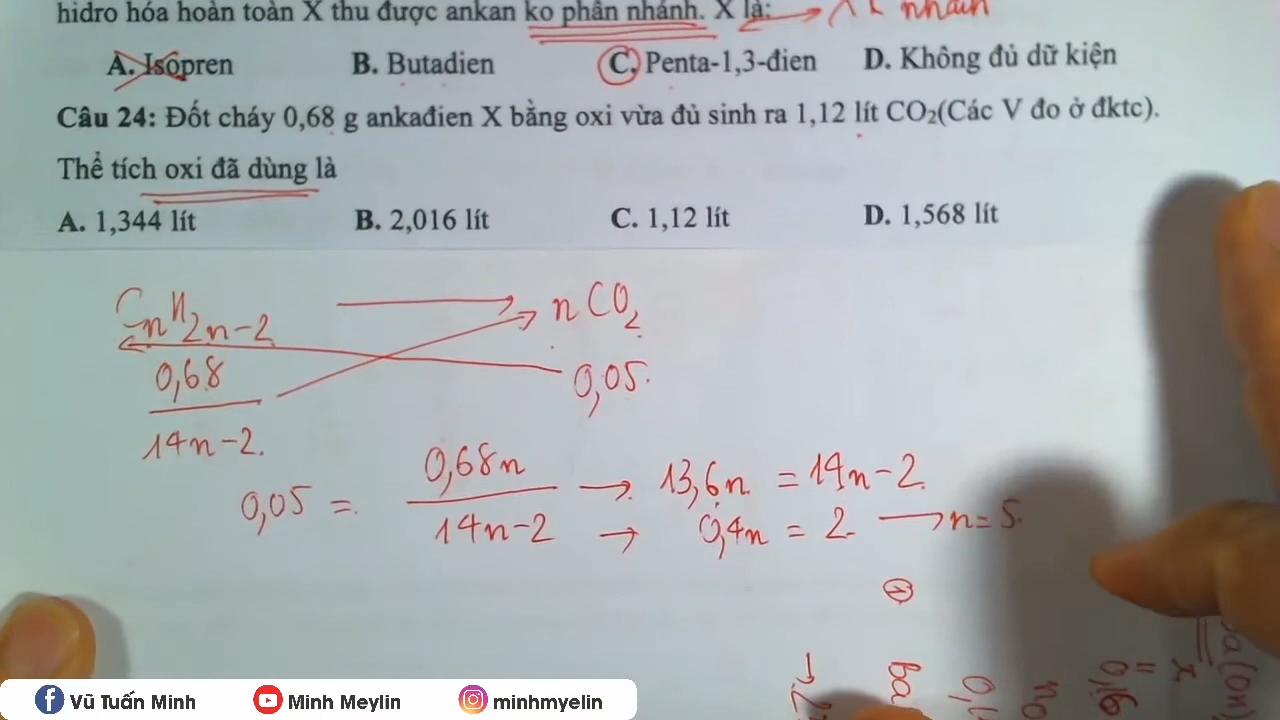 hidro hóa hoàn toàn X thu được ankan ko phân nhánh. X là:
A. Isopren B. Butadien C. Penta-1,3-đien D. Không đủ dữ kiện
Câu 24: Đốt cháy 0,68 g ankađien X bằng oxi vừa đủ sinh ra 1,12 lít CO₂(Các V đo ở đktc).
Thể tích oxi đã dùng là
A. 1,344 lít B. 2,016 lít C. 1,12 lít D. 1,568 lít
CnH2n-2 → nCO₂
0,68 0,05
14n-2.
0,05 = 0,68n → 13,6n = 14n-2
14n-2 → 0,4n = 2 → n=5
Vũ Tuấn Minh Minh Meylin minhmyelin